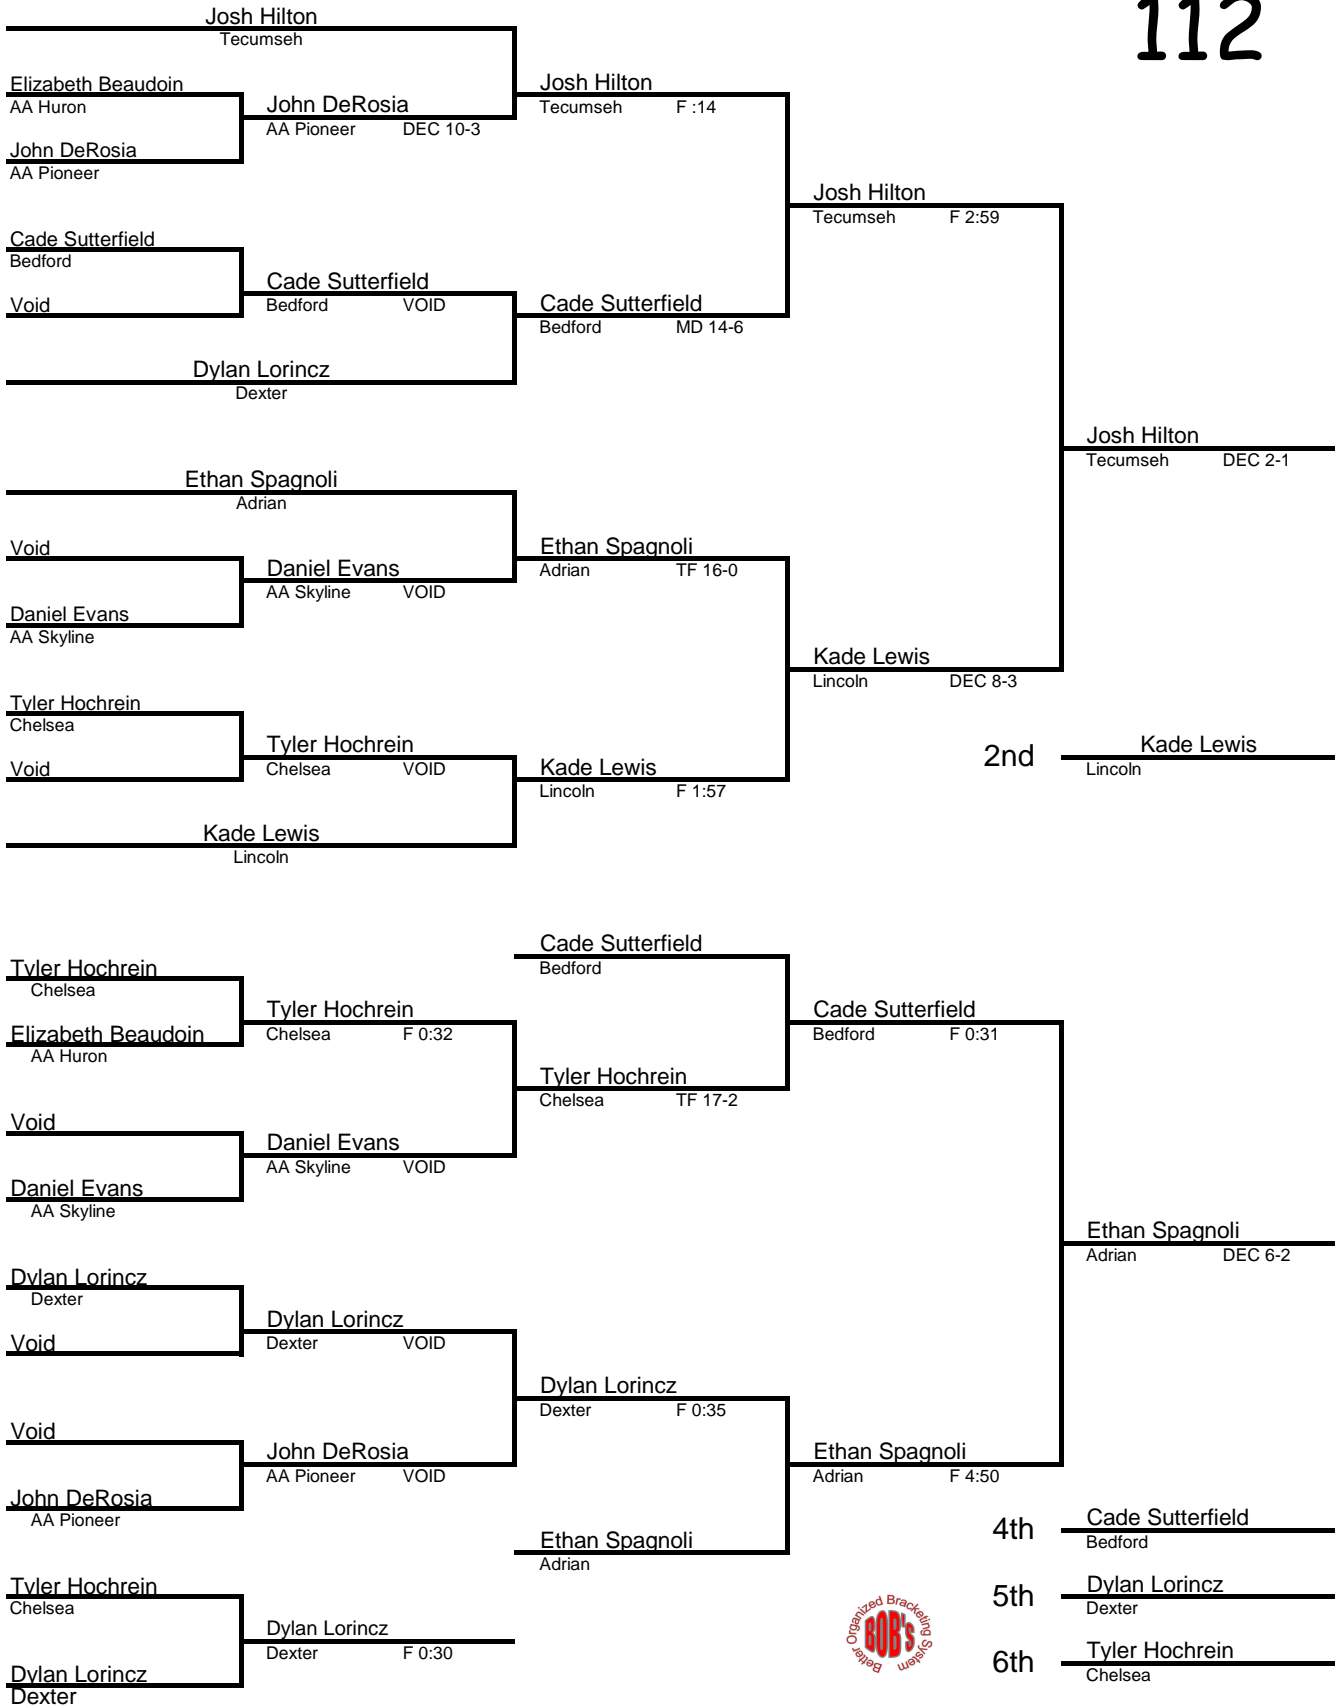 112
Josh Hilton
Tecumseh
Elizabeth Beaudoin
AA Huron
John DeRosia
AA Pioneer DEC 10-3
John DeRosia
AA Pioneer
Josh Hilton
Tecumseh F :14
Josh Hilton
Tecumseh F 2:59
Cade Sutterfield
Bedford
Void
Cade Sutterfield
Bedford VOID
Cade Sutterfield
Bedford MD 14-6
Dylan Lorincz
Dexter
Josh Hilton
Tecumseh DEC 2-1
Ethan Spagnoli
Adrian
Void
Daniel Evans
AA Skyline VOID
Daniel Evans
AA Skyline
Ethan Spagnoli
Adrian TF 16-0
Kade Lewis
Lincoln DEC 8-3
Tyler Hochrein
Chelsea
Void
Tyler Hochrein
Chelsea VOID
Kade Lewis
Lincoln F 1:57
Kade Lewis
Lincoln
2nd Kade Lewis
Lincoln
Cade Sutterfield
Bedford
Tyler Hochrein
Chelsea
Elizabeth Beaudoin
AA Huron
Tyler Hochrein
Chelsea F 0:32
Cade Sutterfield
Bedford F 0:31
Tyler Hochrein
Chelsea TF 17-2
Void
Daniel Evans
AA Skyline VOID
Daniel Evans
AA Skyline
Ethan Spagnoli
Adrian DEC 6-2
Dylan Lorincz
Dexter
Void
Dylan Lorincz
Dexter VOID
Dylan Lorincz
Dexter F 0:35
Void
John DeRosia
AA Pioneer VOID
John DeRosia
AA Pioneer
Ethan Spagnoli
Adrian F 4:50
Ethan Spagnoli
Adrian
4th Cade Sutterfield
Bedford
Tyler Hochrein
Chelsea
Dylan Lorincz
Dexter F 0:30
Dylan Lorincz
Dexter
Better Organized Bracketing System
BOB's
5th Dylan Lorincz
Dexter
6th Tyler Hochrein
Chelsea